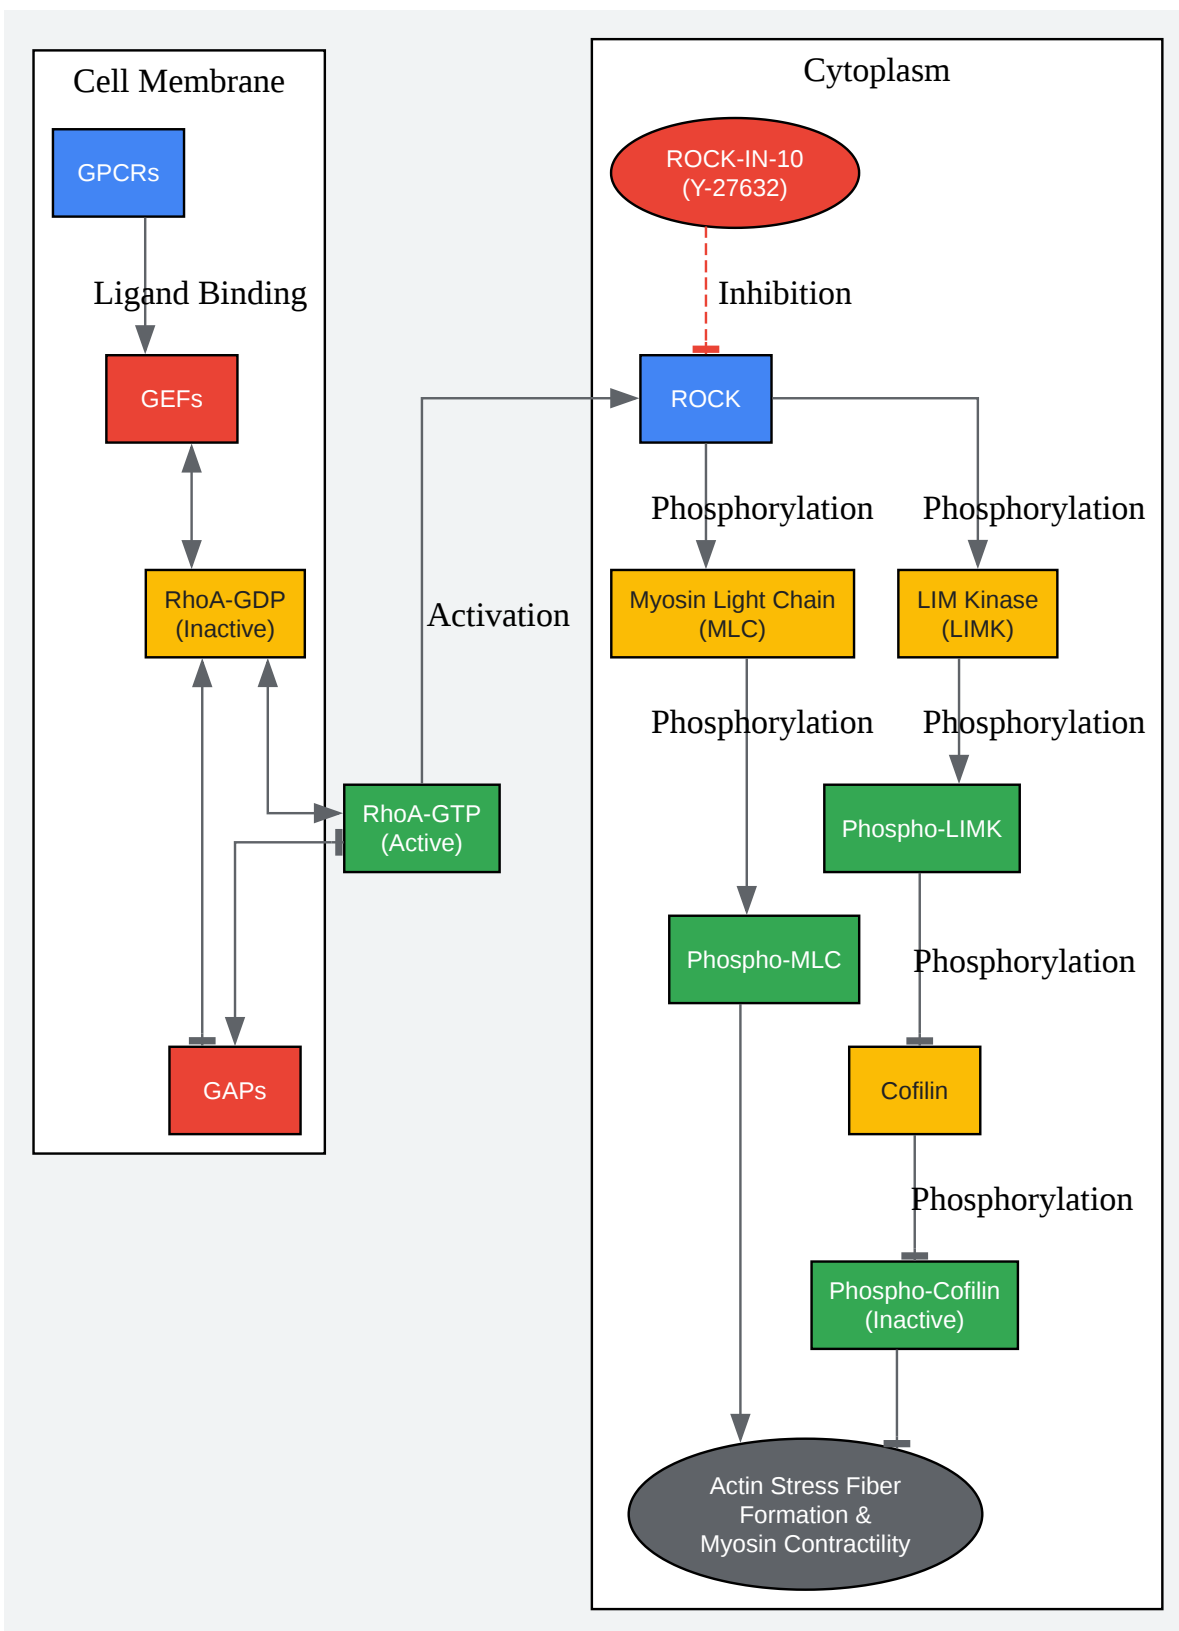 Cell Membrane
GPCRs
Ligand Binding
GEFs
RhoA-GDP
(Inactive)
Activation
RhoA-GTP
(Active)
GAPs
Cytoplasm
ROCK-IN-10
(Y-27632)
Inhibition
ROCK
Phosphorylation
Phosphorylation
Myosin Light Chain
(MLC)
LIM Kinase
(LIMK)
Phosphorylation
Phosphorylation
Phospho-LIMK
Phospho-MLC
Phosphorylation
Cofilin
Phosphorylation
Phospho-Cofilin
(Inactive)
Actin Stress Fiber
Formation &
Myosin Contractility